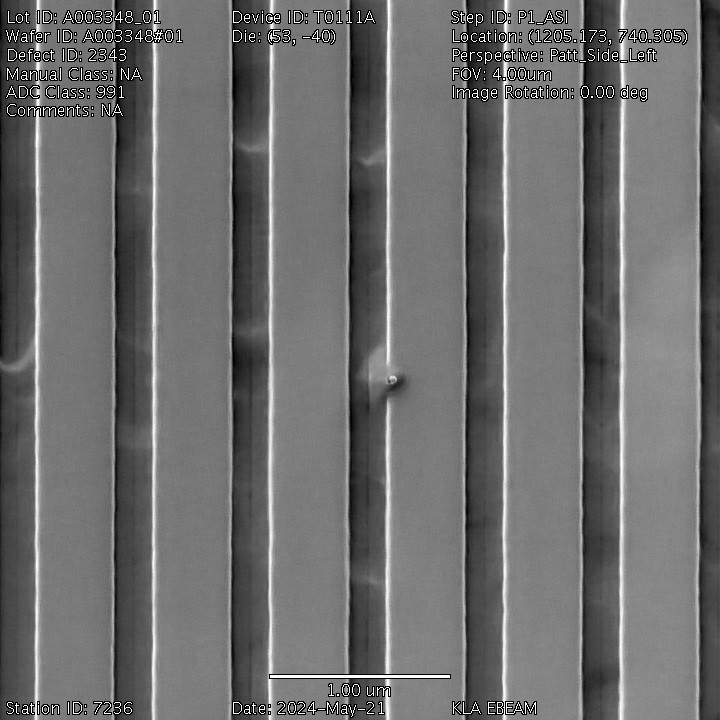 Lot ID: A003348_01
Wafer ID: A003348#01
Defect ID: 2343
Manual Class: NA
ADC Class: 991
Comments: NA
Device ID: T0111A
Die: (53, -40)
Step ID: P1_ASI
Location: (1205.173, 740.305)
Perspective: Patt_Side_Left
FOV: 4.00um
Image Rotation: 0.00 deg
1.00 um
Station ID: 7236
Date: 2024-May-21
KLA EBEAM